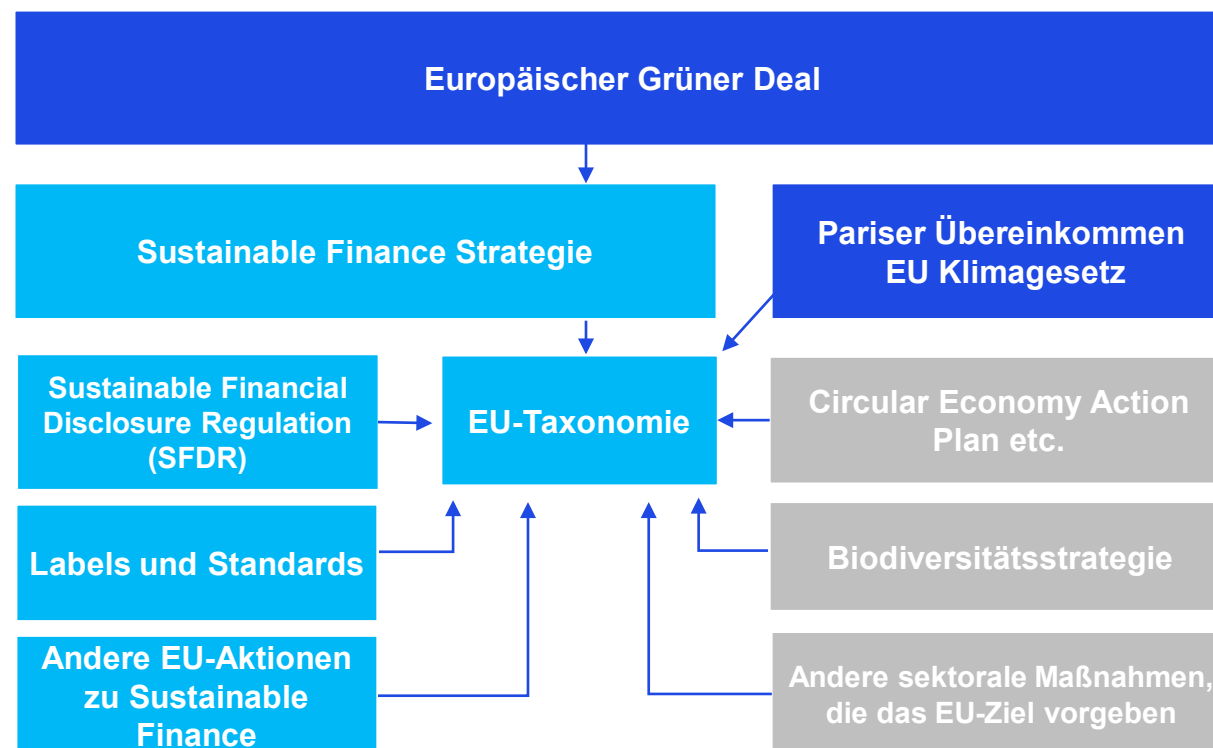 Europäischer Grüner Deal
Sustainable Finance Strategie
Pariser Übereinkommen
EU Klimagesetz
Sustainable Financial
Disclosure Regulation
(SFDR)
EU-Taxonomie
Circular Economy Action
Plan etc.
Labels und Standards
Biodiversitätsstrategie
Andere EU-Aktionen
zu Sustainable
Finance
Andere sektorale Maßnahmen,
die das EU-Ziel vorgeben